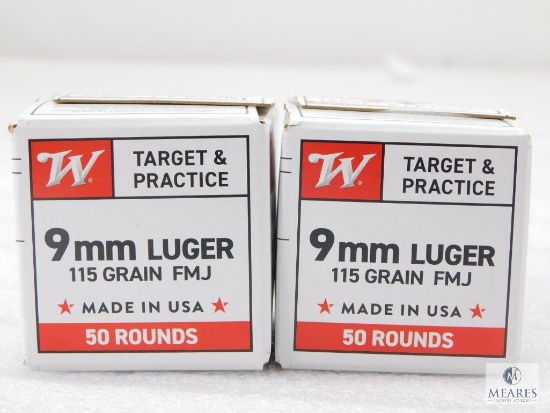 W
TARGET &
PRACTICE
9mm LUGER
115 GRAIN FMJ
★ MADE IN USA ★
50 ROUNDS
W
TARGET &
PRACTICE
9mm LUGER
115 GRAIN FMJ
★ MADE IN USA ★
50 ROUNDS
MEARES